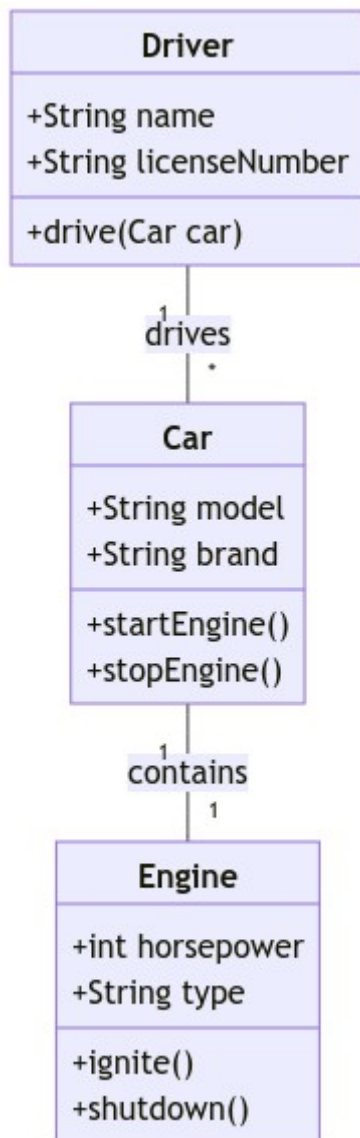 Driver
+String name
+String licenseNumber
+drive(Car car)
1
drives
*
Car
+String model
+String brand
+startEngine()
+stopEngine()
1
contains
1
Engine
+int horsepower
+String type
+ignite()
+shutdown()